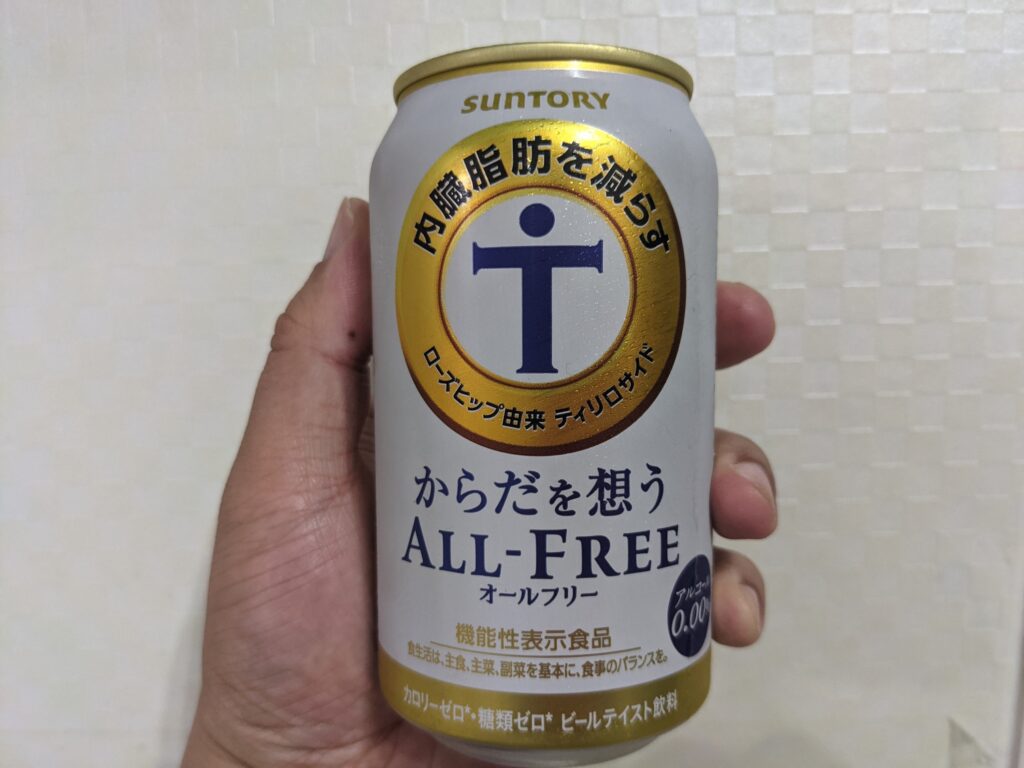 SUNTORY
内臓脂肪を減らす
ローズヒップ由来 ティリロサイド
からだを想う
ALL-FREE
オールフリー
アルコール
0.00
機能性表示食品
食生活は、主食、主菜、副菜を基本に、食事のバランスを。
カロリーゼロ*・糖類ゼロ* ビールテイスト飲料